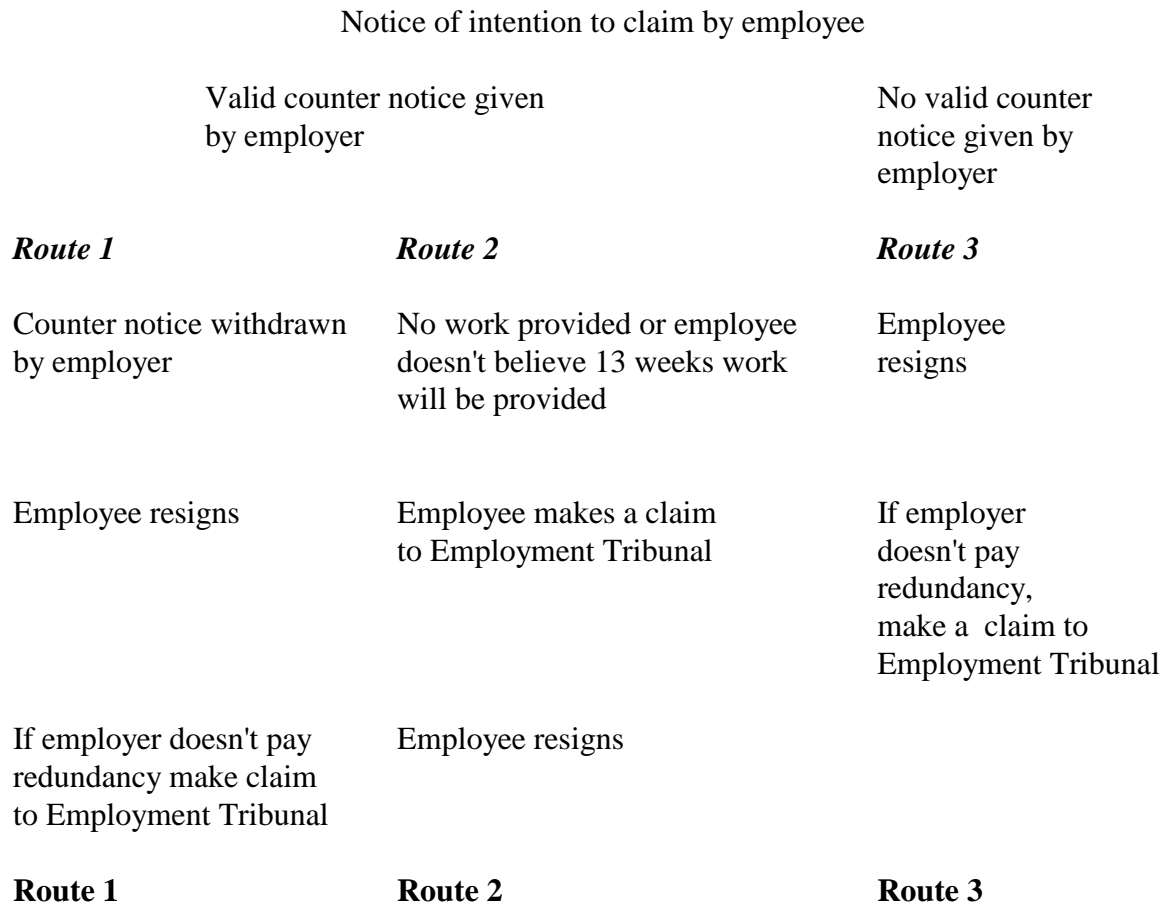 Notice of intention to claim by employee
Valid counter notice given
by employer
No valid counter
notice given by
employer
Route 1
Route 2
Route 3
Counter notice withdrawn
by employer
No work provided or employee
doesn't believe 13 weeks work
will be provided
Employee
resigns
Employee resigns
Employee makes a claim
to Employment Tribunal
If employer
doesn't pay
redundancy,
make a  claim to
Employment Tribunal
If employer doesn't pay
redundancy make claim
to Employment Tribunal
Employee resigns
Route 1
Route 2
Route 3